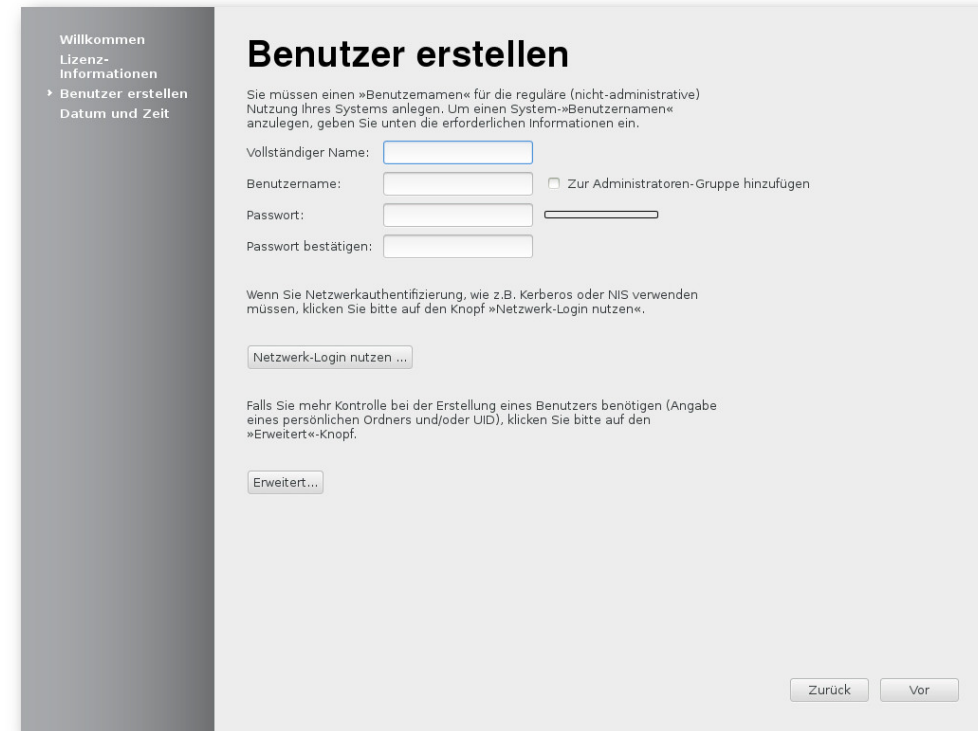 Willkommen
Lizenz-
Informationen
Benutzer erstellen
Datum und Zeit
Benutzer erstellen
Sie müssen einen »Benutzernamen« für die reguläre (nicht-administrative)
Nutzung Ihres Systems anlegen. Um einen System-»Benutzernamen«
anzulegen, geben Sie unten die erforderlichen Informationen ein.
Vollständiger Name:
Benutzername:
Zur Administratoren-Gruppe hinzufügen
Passwort:
Passwort bestätigen:
Wenn Sie Netzwerkauthentifizierung, wie z.B. Kerberos oder NIS verwenden
müssen, klicken Sie bitte auf den Knopf »Netzwerk-Login nutzen«.
Netzwerk-Login nutzen ...
Falls Sie mehr Kontrolle bei der Erstellung eines Benutzers benötigen (Angabe
eines persönlichen Ordners und/oder UID), klicken Sie bitte auf den
»Erweitert«-Knopf.
Erweitert...
Zurück
Vor